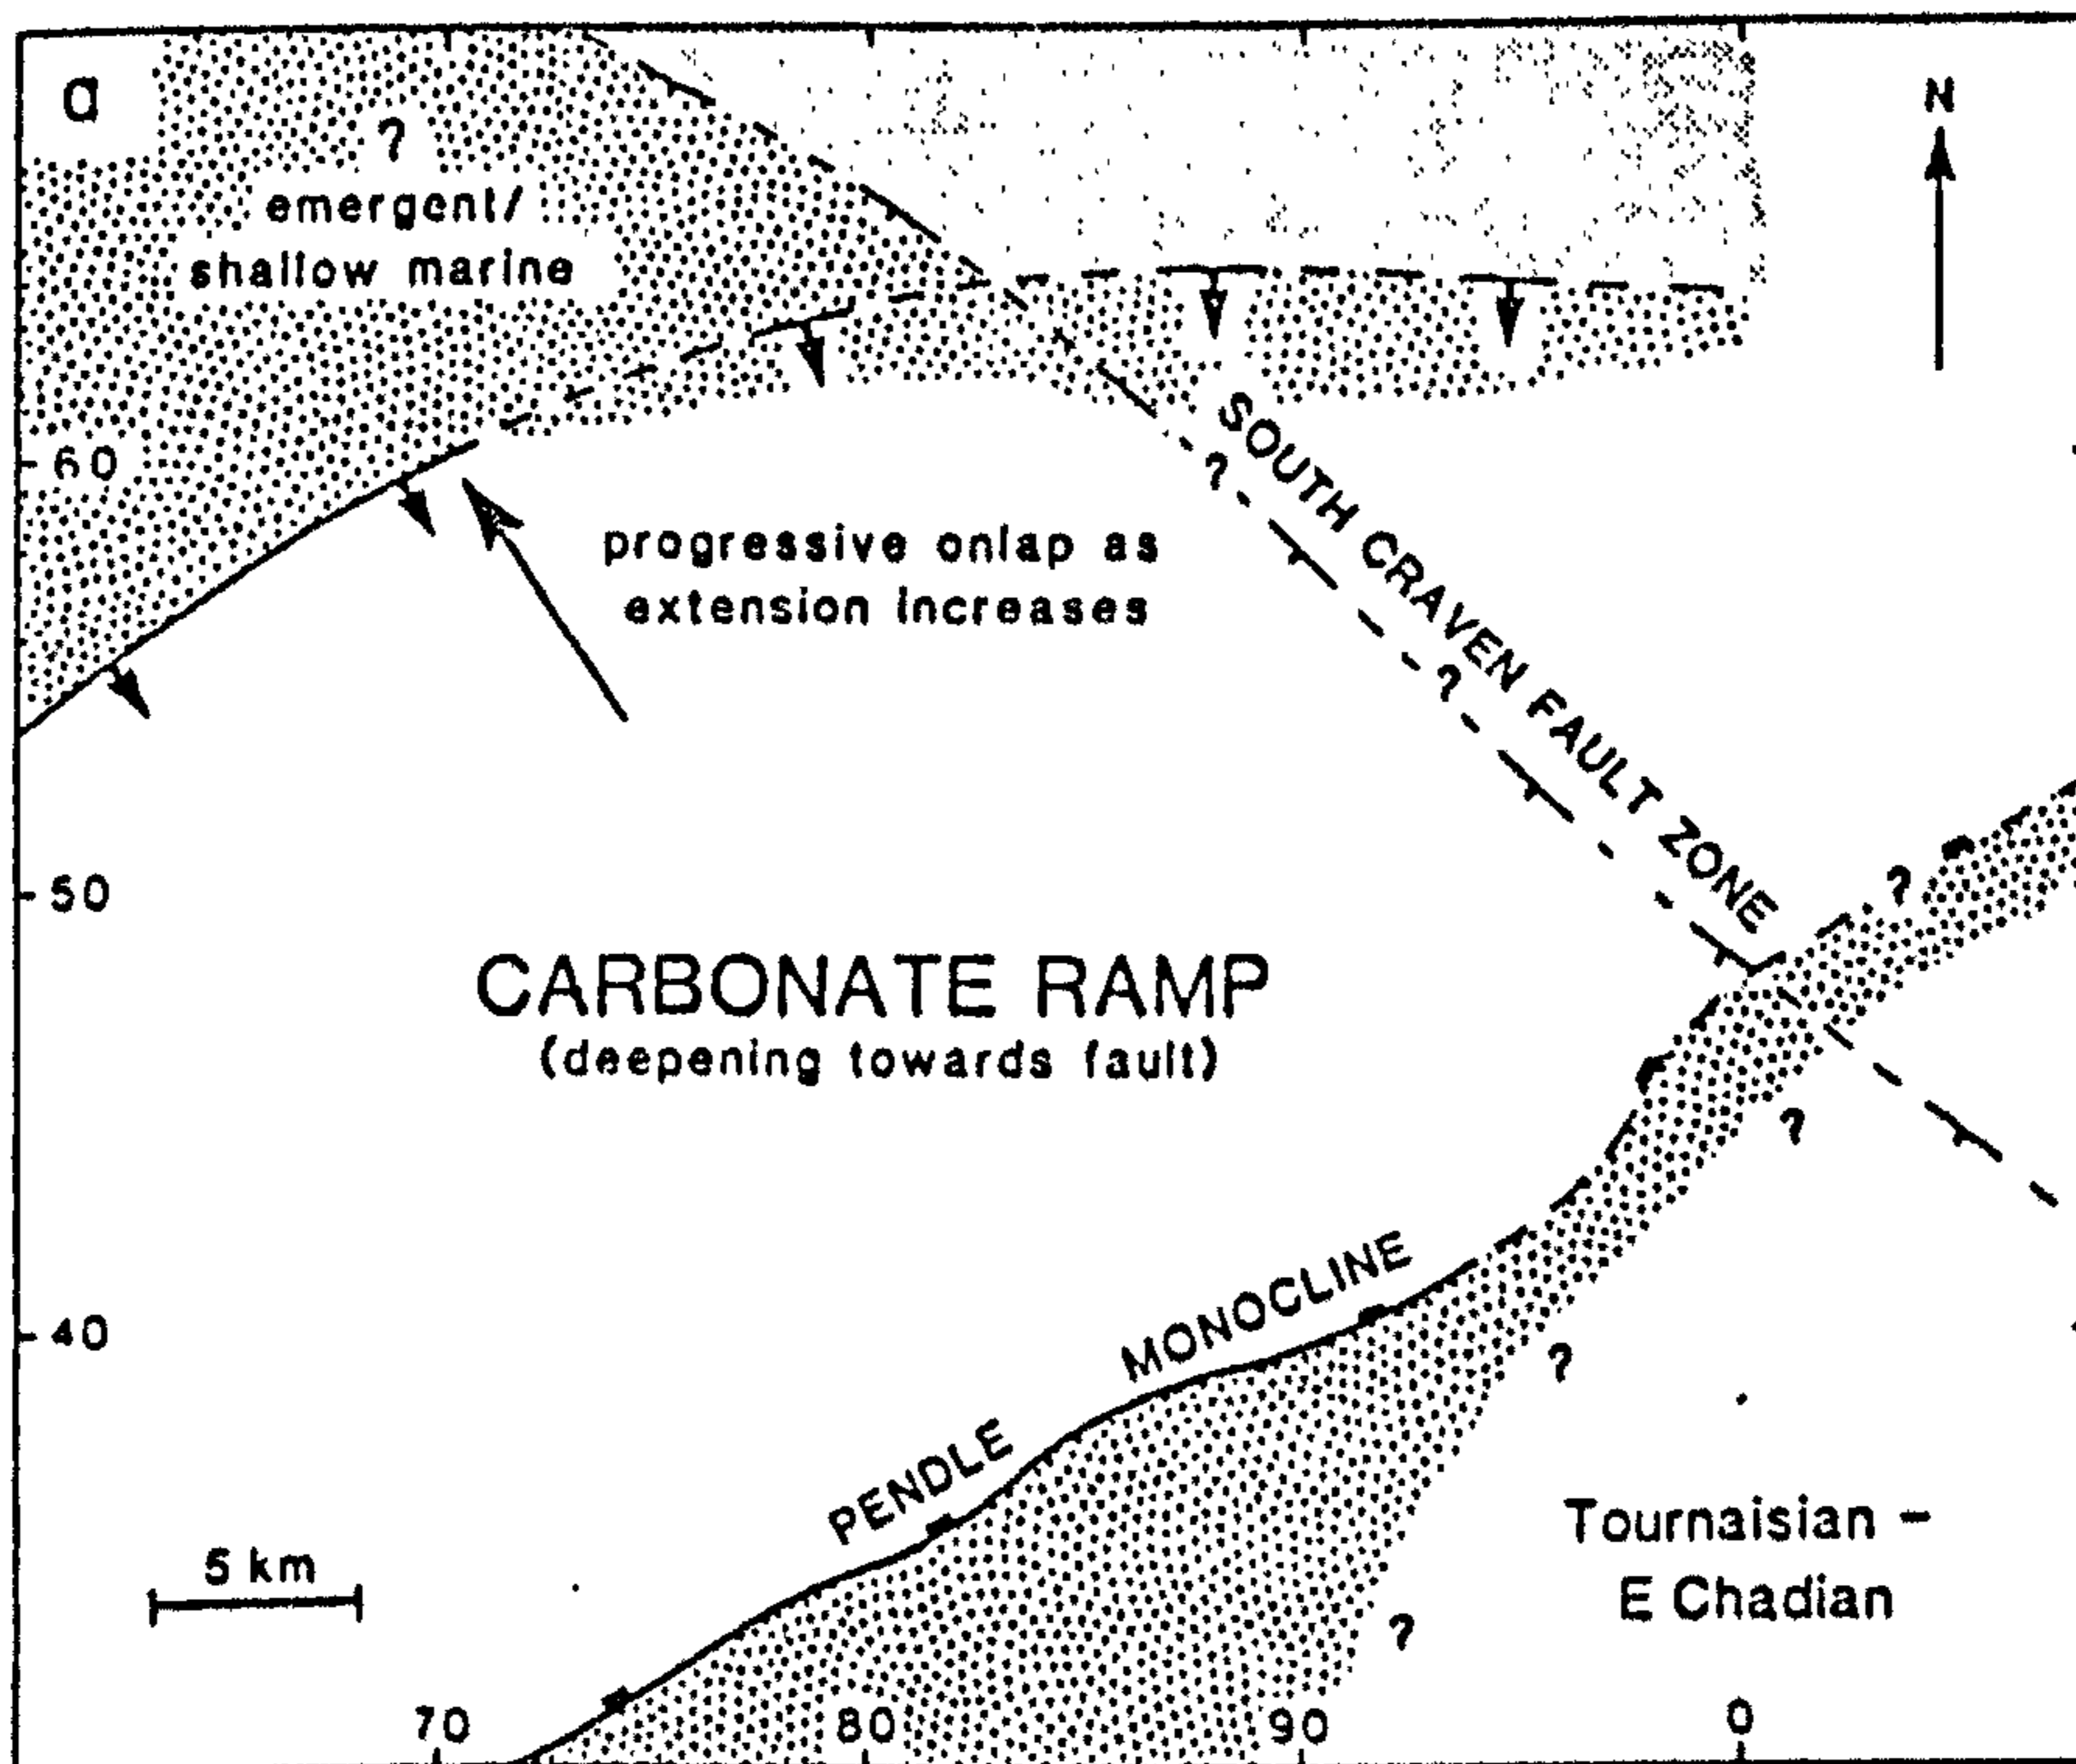 a
N
?
emergent/
shallow marine
60
?
SOUTH CRAVEN FAULT ZONE
progressive onlap as
extension increases
?
50
?
CARBONATE RAMP
(deepening towards fault)
?
40
MONOCLINE
?
PENDLE
Tournaisian –
E Chadian
5 km
?
70
80
90
0